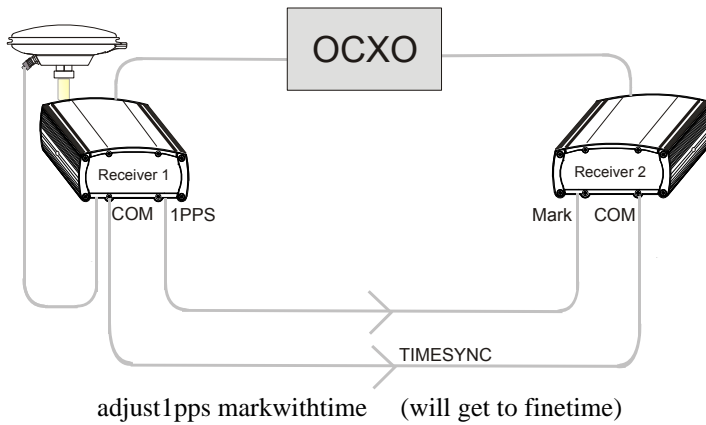 OCXO
Receiver 1
Receiver 2
COM 1PPS
Mark COM
TIMESYNC
adjust1pps markwithtime (will get to finetime)